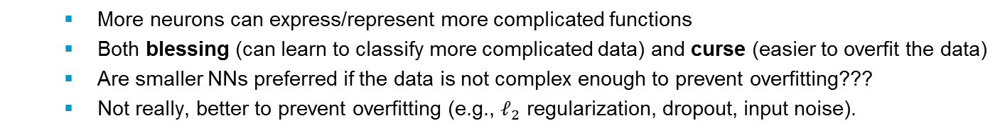 ▪ More neurons can express/represent more complicated functions
▪ Both blessing (can learn to classify more complicated data) and curse (easier to overfit the data)
▪ Are smaller NNs preferred if the data is not complex enough to prevent overfitting???
▪ Not really, better to prevent overfitting (e.g., ℓ₂ regularization, dropout, input noise).